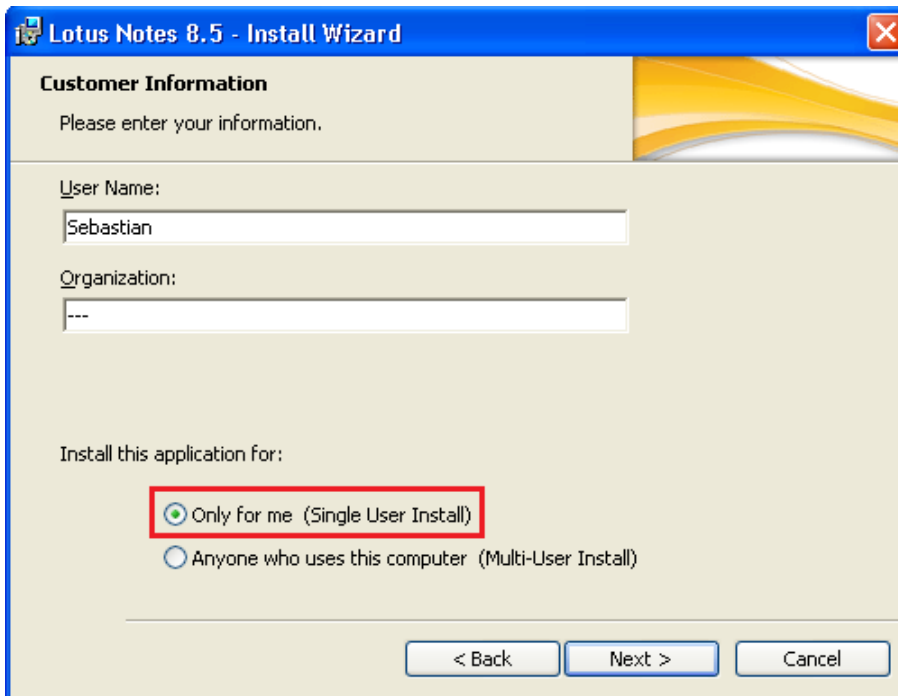 Lotus Notes 8.5 - Install Wizard
Customer Information
Please enter your information.
User Name:
Sebastian
Organization:
---
Install this application for:
Only for me (Single User Install)
Anyone who uses this computer (Multi-User Install)
< Back Next > Cancel